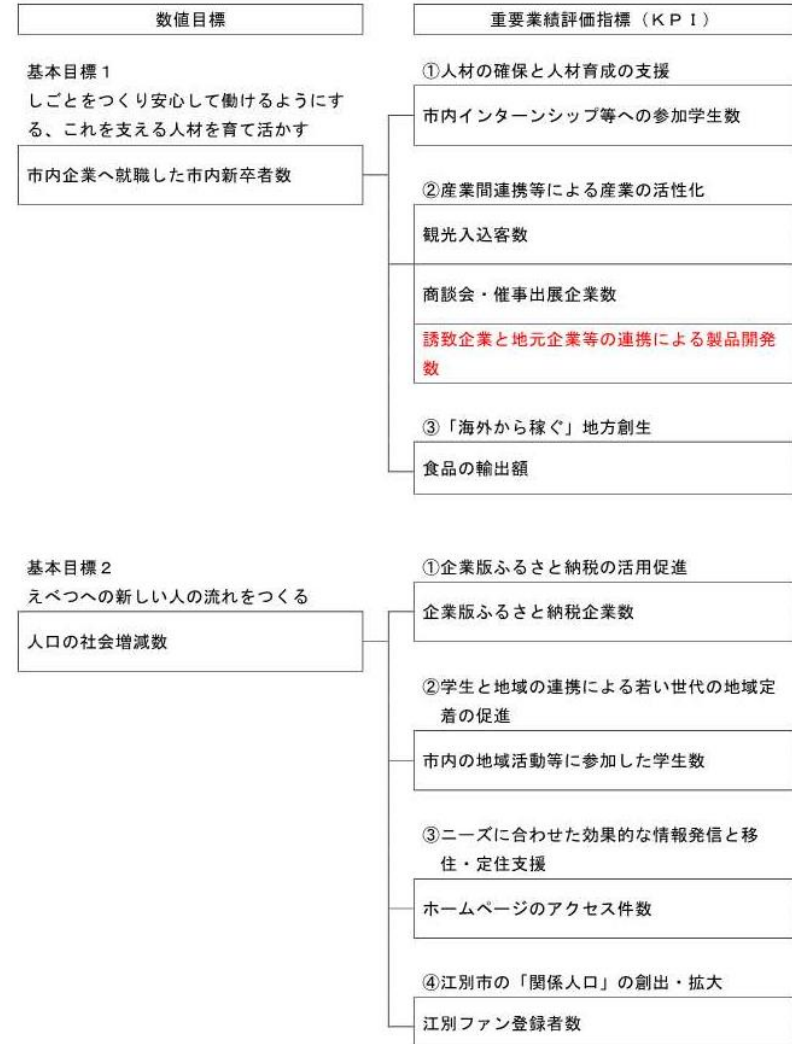 数値目標
重要業績評価指標（ＫＰＩ）
基本目標１
しごとをつくり安心して働けるようにす
る、これを支える人材を育て活かす
市内企業へ就職した市内新卒者数
①人材の確保と人材育成の支援
市内インターンシップ等への参加学生数
②産業間連携等による産業の活性化
観光入込客数
商談会・催事出展企業数
誘致企業と地元企業等の連携による製品開発
数
③「海外から稼ぐ」地方創生
食品の輸出額
基本目標２
えべつへの新しい人の流れをつくる
人口の社会増減数
①企業版ふるさと納税の活用促進
企業版ふるさと納税企業数
②学生と地域の連携による若い世代の地域定
着の促進
市内の地域活動等に参加した学生数
③ニーズに合わせた効果的な情報発信と移
住・定住支援
ホームページのアクセス件数
④江別市の「関係人口」の創出・拡大
江別ファン登録者数